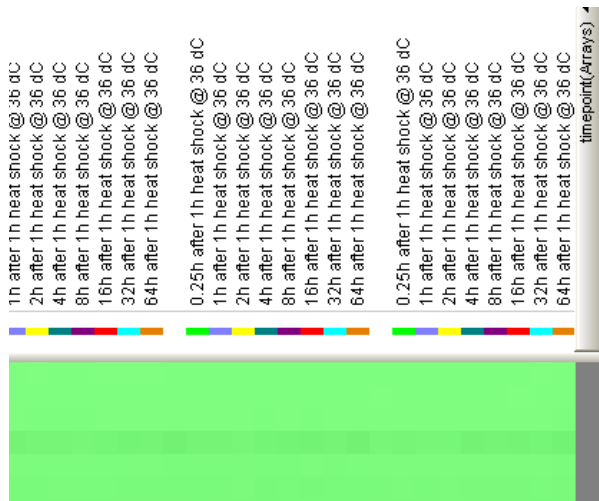 1h after 1h heat shock @ 36 dC
2h after 1h heat shock @ 36 dC
4h after 1h heat shock @ 36 dC
8h after 1h heat shock @ 36 dC
16h after 1h heat shock @ 36 dC
32h after 1h heat shock @ 36 dC
64h after 1h heat shock @ 36 dC
0.25h after 1h heat shock @ 36 dC
1h after 1h heat shock @ 36 dC
2h after 1h heat shock @ 36 dC
4h after 1h heat shock @ 36 dC
8h after 1h heat shock @ 36 dC
16h after 1h heat shock @ 36 dC
32h after 1h heat shock @ 36 dC
64h after 1h heat shock @ 36 dC
0.25h after 1h heat shock @ 36 dC
1h after 1h heat shock @ 36 dC
2h after 1h heat shock @ 36 dC
4h after 1h heat shock @ 36 dC
8h after 1h heat shock @ 36 dC
16h after 1h heat shock @ 36 dC
32h after 1h heat shock @ 36 dC
64h after 1h heat shock @ 36 dC
timepoint(Arrays)